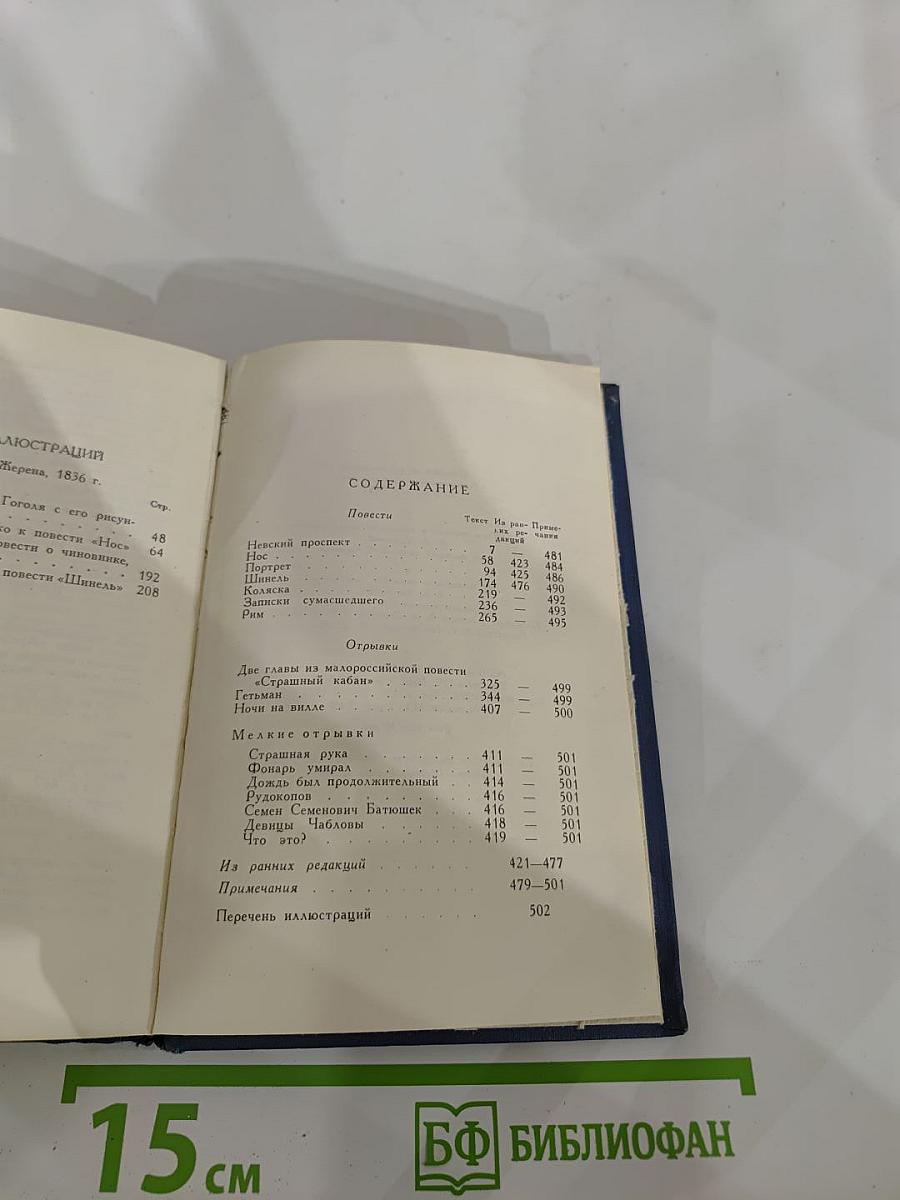 ЛЮСТРАЦИЙ
Жерена, 1836 г.
Стр.
Гоголя с его рисун-
. . . . . . . . 48
ко к повести «Нос» 64
овести о чиновнике,
. . . . . . . 192
повести «Шинель» 208
СОДЕРЖАНИЕ
Повести
Текст Из ран- Приме-
них ре- чания
дакций
Невский проспект . . . . . . . . 7 — 481
Нос . . . . . . . . . . . . 58 423 484
Портрет . . . . . . . . . . . 94 425 486
Шинель . . . . . . . . . . . 174 476 490
Коляска . . . . . . . . . . . 219 — 492
Записки сумасшедшего . . . . . . 236 — 493
Рим . . . . . . . . . . . . 265 — 495
Отрывки
Две главы из малороссийской повести
«Страшный кабан» . . . . . . 325 — 499
Гетьман . . . . . . . . . . 344 — 499
Ночи на вилле . . . . . . . . . 407 — 500
Мелкие отрывки
Страшная рука . . . . . . . 411 — 501
Фонарь умирал . . . . . . . 411 — 501
Дождь был продолжительный . . 414 — 501
Рудокопов . . . . . . . . 416 — 501
Семен Семенович Батюшек . . . 416 — 501
Девицы Чабловы . . . . . . 418 — 501
Что это? . . . . . . . . . 419 — 501
Из ранних редакций . . . . . . 421—477
Примечания . . . . . . . . . . 479—501
Перечень иллюстраций . . . . . . 502
15 см
БФ БИБЛИОФАН